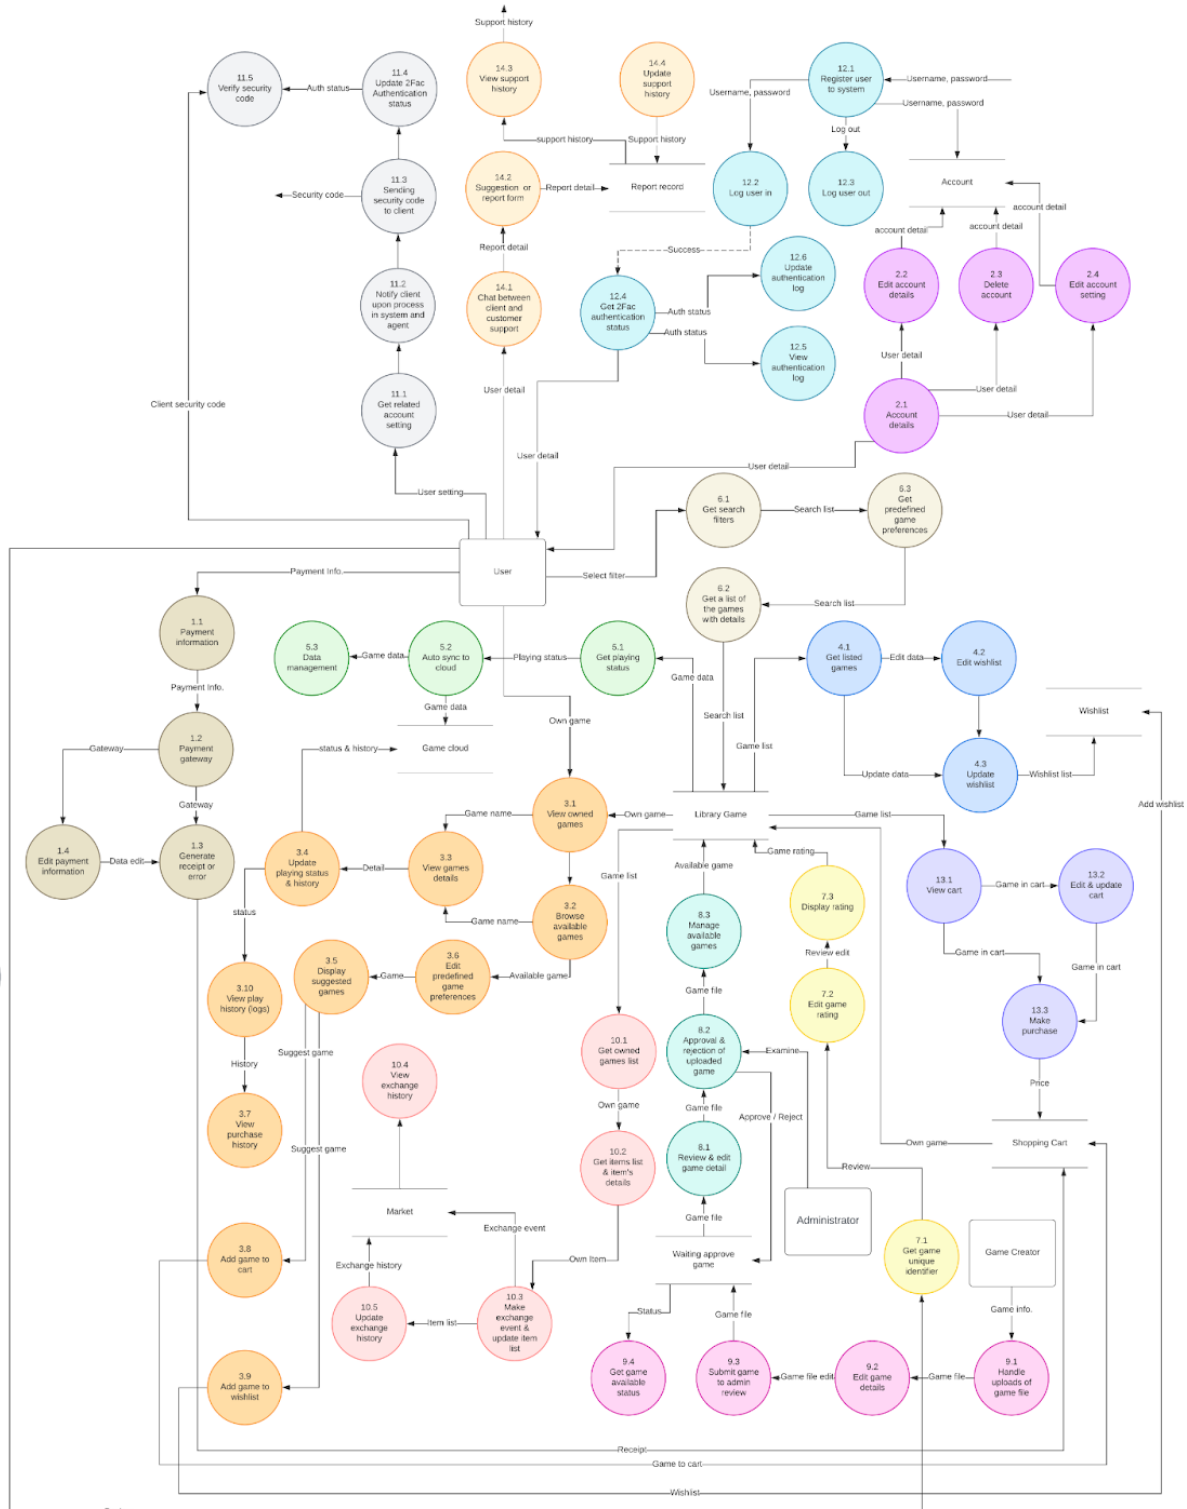 Support history
11.5
Verify security
code
Auth status
11.4
Update 2Fac
Authentication
status
14.3
View support
history
14.4
Update
support
history
12.1
Register user
to system
Username, password
Username, password
Username, password
Log out
support history
Support history
11.3
Sending
security code
to client
Security code
14.2
Suggestion or
report form
Report detail
Report record
12.2
Log user in
12.3
Log user out
Account
account detail
account detail
account detail
Report detail
Success
11.2
Notify client
upon process
in system and
agent
14.1
Chat between
client and
customer
support
12.4
Get 2Fac
authentication
status
Auth status
Auth status
12.6
Update
authentication
log
12.5
View
authentication
log
2.2
Edit account
details
2.3
Delete
account
2.4
Edit account
setting
User detail
User detail
User detail
2.1
Account
details
11.1
Get related
account
setting
Client security code
User detail
User detail
User detail
User setting
6.1
Get search
filters
Search list
6.3
Get
predefined
game
preferences
User
Payment Info.
Select filter
6.2
Get a list of
the games
with details
Search list
1.1
Payment
information
5.3
Data
management
Game data
5.2
Auto sync to
cloud
Playing status
5.1
Get playing
status
Game data
4.1
Get listed
games
Edit data
4.2
Edit wishlist
Payment Info.
Game data
Own game
Search list
Game list
Wishlist
1.2
Payment
gateway
Gateway
Gateway
status & history
Game cloud
Update data
4.3
Update
wishlist
Wishlist list
Add wishlist
3.1
View owned
games
Game name
Own game
Library Game
Game list
1.4
Edit payment
information
Data edit
1.3
Generate
receipt or
error
3.4
Update
playing status
& history
Detail
3.3
View games
details
Game name
Game list
Available game
Game rating
13.1
View cart
Game in cart
13.2
Edit & update
cart
status
3.2
Browse
available
games
8.3
Manage
available
games
7.3
Display rating
Review edit
Game in cart
Game in cart
3.5
Display
suggested
games
Game
3.6
Edit
predefined
game
preferences
Available game
Game file
3.10
View play
history (logs)
7.2
Edit game
rating
13.3
Make
purchase
Suggest game
History
10.4
View
exchange
history
10.1
Get owned
games list
8.2
Approval &
rejection of
uploaded
game
Examine
Price
Own game
Game file
Approve / Reject
3.7
View
purchase
history
Suggest game
10.2
Get items list
& item's
details
8.1
Review & edit
game detail
Own game
Shopping Cart
Review
Market
Exchange event
Game file
Administrator
3.8
Add game to
cart
Exchange history
Own Item
Waiting approve
game
7.1
Get game
unique
identifier
Game Creator
10.5
Update
exchange
history
Item list
10.3
Make
exchange
event &
update item
list
Status
Game file
Game info.
3.9
Add game to
wishlist
9.4
Get game
available
status
9.3
Submit game
to admin
review
Game file edit
9.2
Edit game
details
Game file
9.1
Handle
uploads of
game file
Receipt
Game to cart
Wishlist